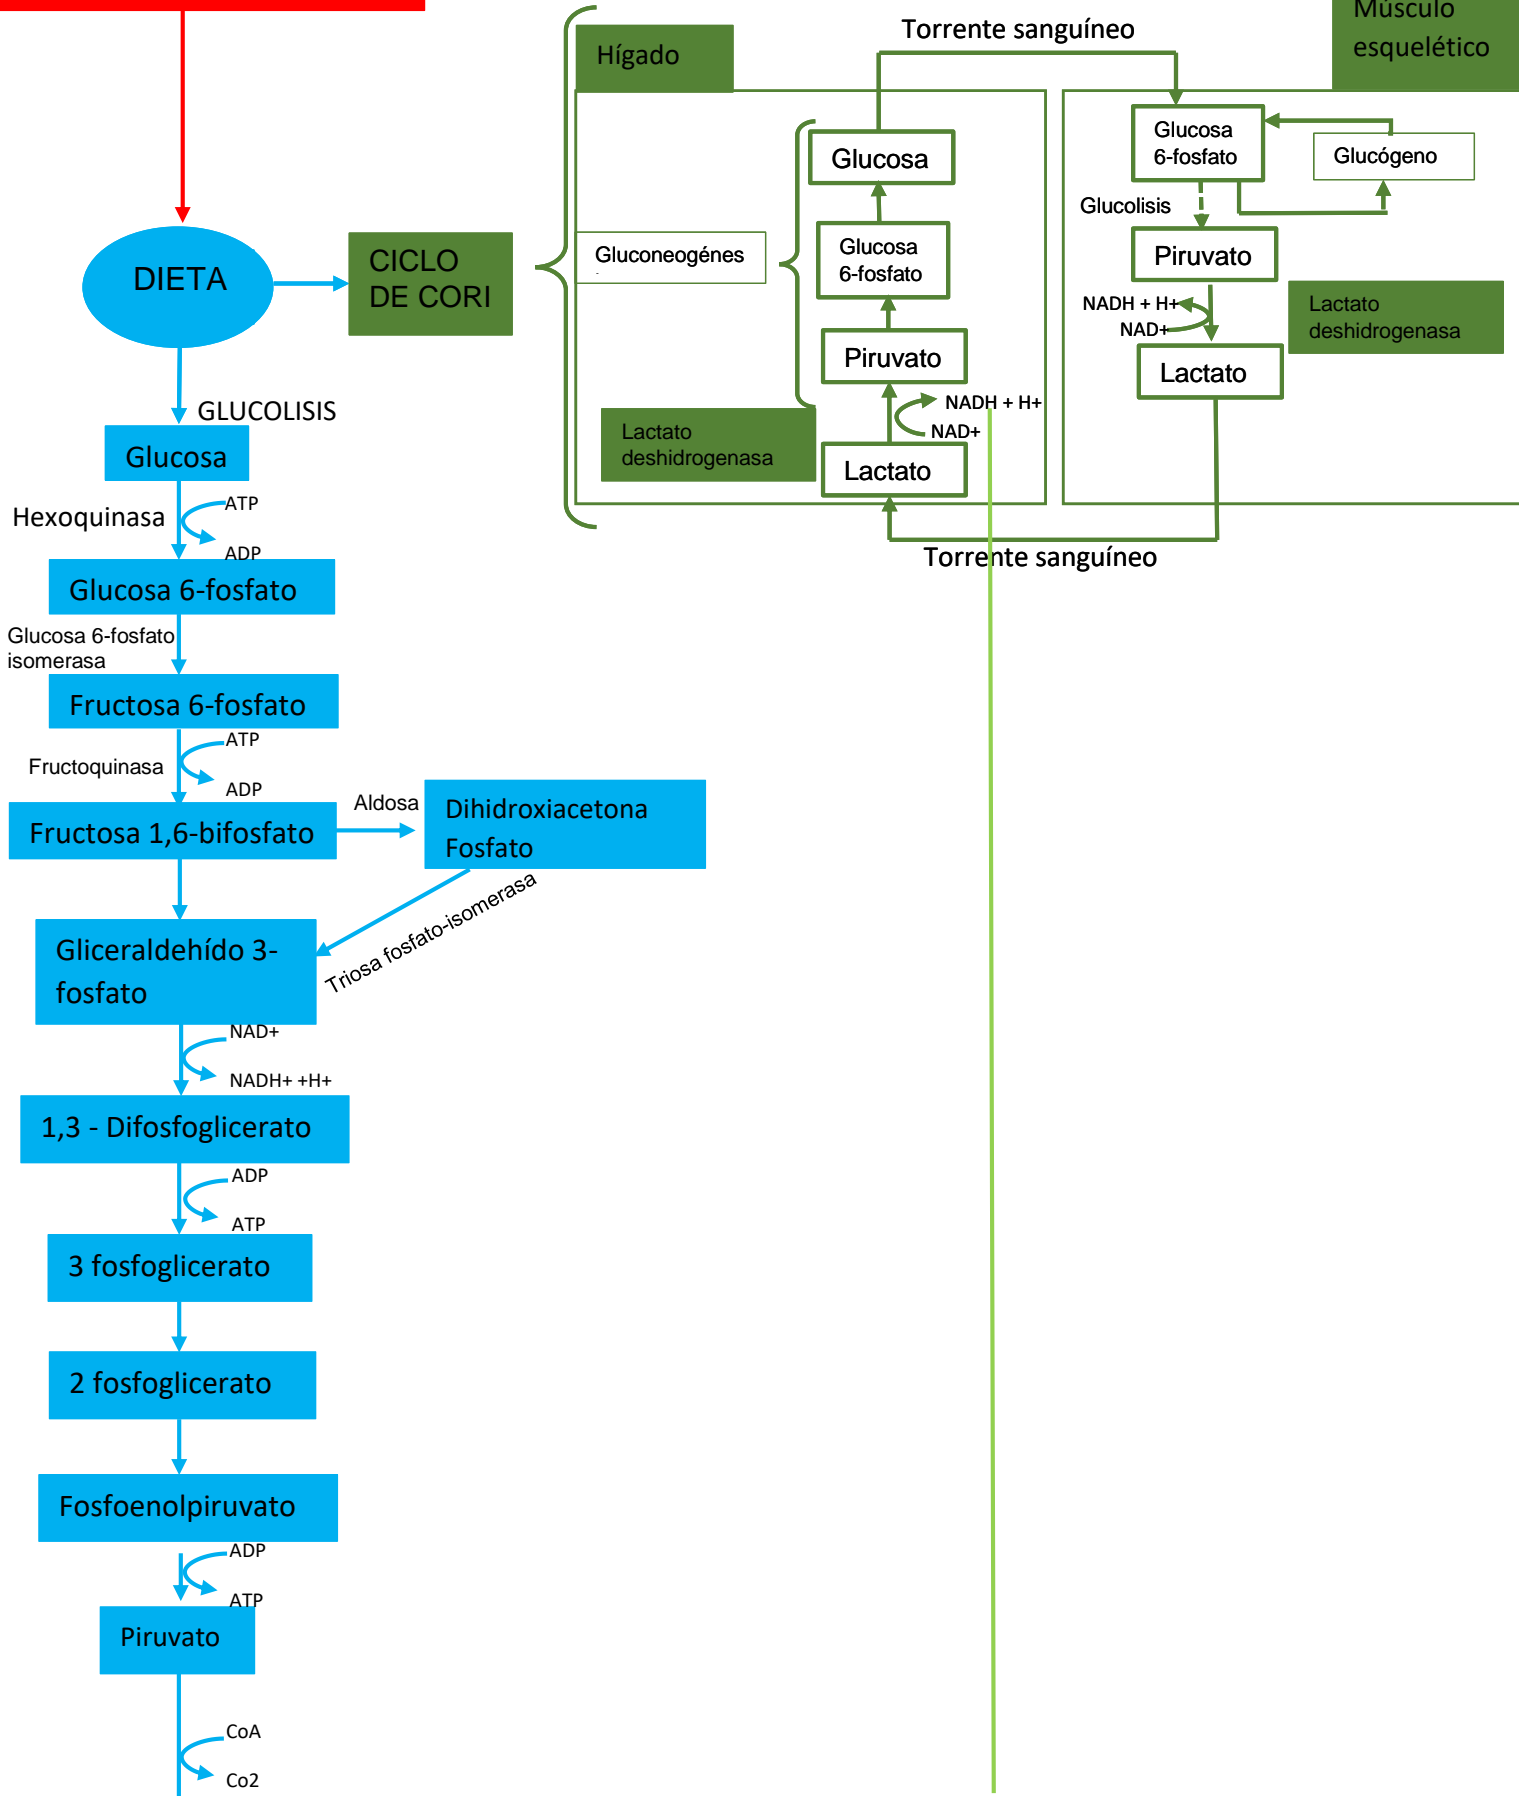 Torrente sanguíneo
Músculo
esquelético
Hígado
Glucosa
Glucosa
6-fosfato
Glucógeno
Glucolisis
Gluconeogénes
Glucosa
6-fosfato
Piruvato
DIETA
CICLO
DE CORI
NADH + H+
NAD+
Lactato
deshidrogenasa
Piruvato
Lactato
NADH + H+
NAD+
Lactato
deshidrogenasa
Lactato
Torrente sanguíneo
GLUCOLISIS
Glucosa
Hexoquinasa
ATP
ADP
Glucosa 6-fosfato
Glucosa 6-fosfato
isomerasa
Fructosa 6-fosfato
ATP
Fructoquinasa
ADP
Fructosa 1,6-bifosfato
Aldosa
Dihidroxiacetona
Fosfato
Triosa fosfato-isomerasa
Gliceraldehído 3-
fosfato
NAD+
NADH+ +H+
1,3 - Difosfoglicerato
ADP
ATP
3 fosfoglicerato
2 fosfoglicerato
Fosfoenolpiruvato
ADP
ATP
Piruvato
CoA
Co2